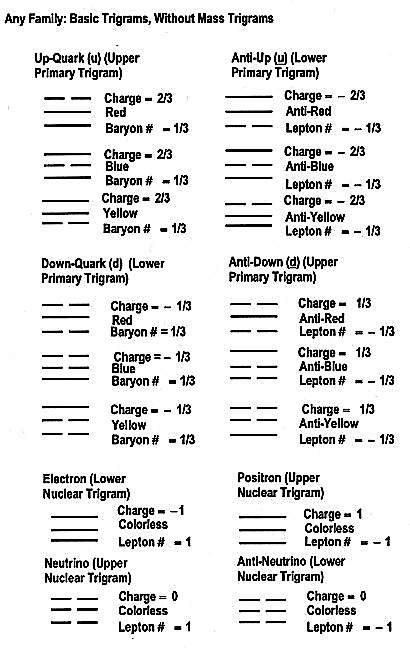 Any Family: Basic Trigrams, Without Mass Trigrams
Up-Quark (u) (Upper
Primary Trigram)
Charge = 2/3
Red
Baryon # = 1/3
Charge = 2/3
Blue
Baryon # = 1/3
Charge = 2/3
Yellow
Baryon # = 1/3
Anti-Up (u) (Lower
Primary Trigram)
Charge = - 2/3
Anti-Red
Lepton # = - 1/3
Charge = - 2/3
Anti-Blue
Lepton # = - 1/3
Charge = - 2/3
Anti-Yellow
Lepton # = - 1/3
Down-Quark (d) (Lower
Primary Trigram)
Charge = - 1/3
Red
Baryon # = 1/3
Charge = - 1/3
Blue
Baryon # = 1/3
Charge = - 1/3
Yellow
Baryon # = 1/3
Anti-Down (d) (Upper
Primary Trigram)
Charge = 1/3
Anti-Red
Lepton # = - 1/3
Charge = 1/3
Anti-Blue
Lepton # = - 1/3
Charge = 1/3
Anti-Yellow
Lepton # = - 1/3
Electron (Lower
Nuclear Trigram)
Charge = -1
Colorless
Lepton # = 1
Positron (Upper
Nuclear Trigram)
Charge = 1
Colorless
Lepton # = - 1
Neutrino (Upper
Nuclear Trigram)
Charge = 0
Colorless
Lepton # = 1
Anti-Neutrino (Lower
Nuclear Trigram)
Charge = 0
Colorless
Lepton # = - 1